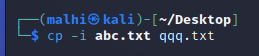 ┌──(malhi㉿kali)-[~/Desktop]
└─$ cp -i abc.txt qqq.txt